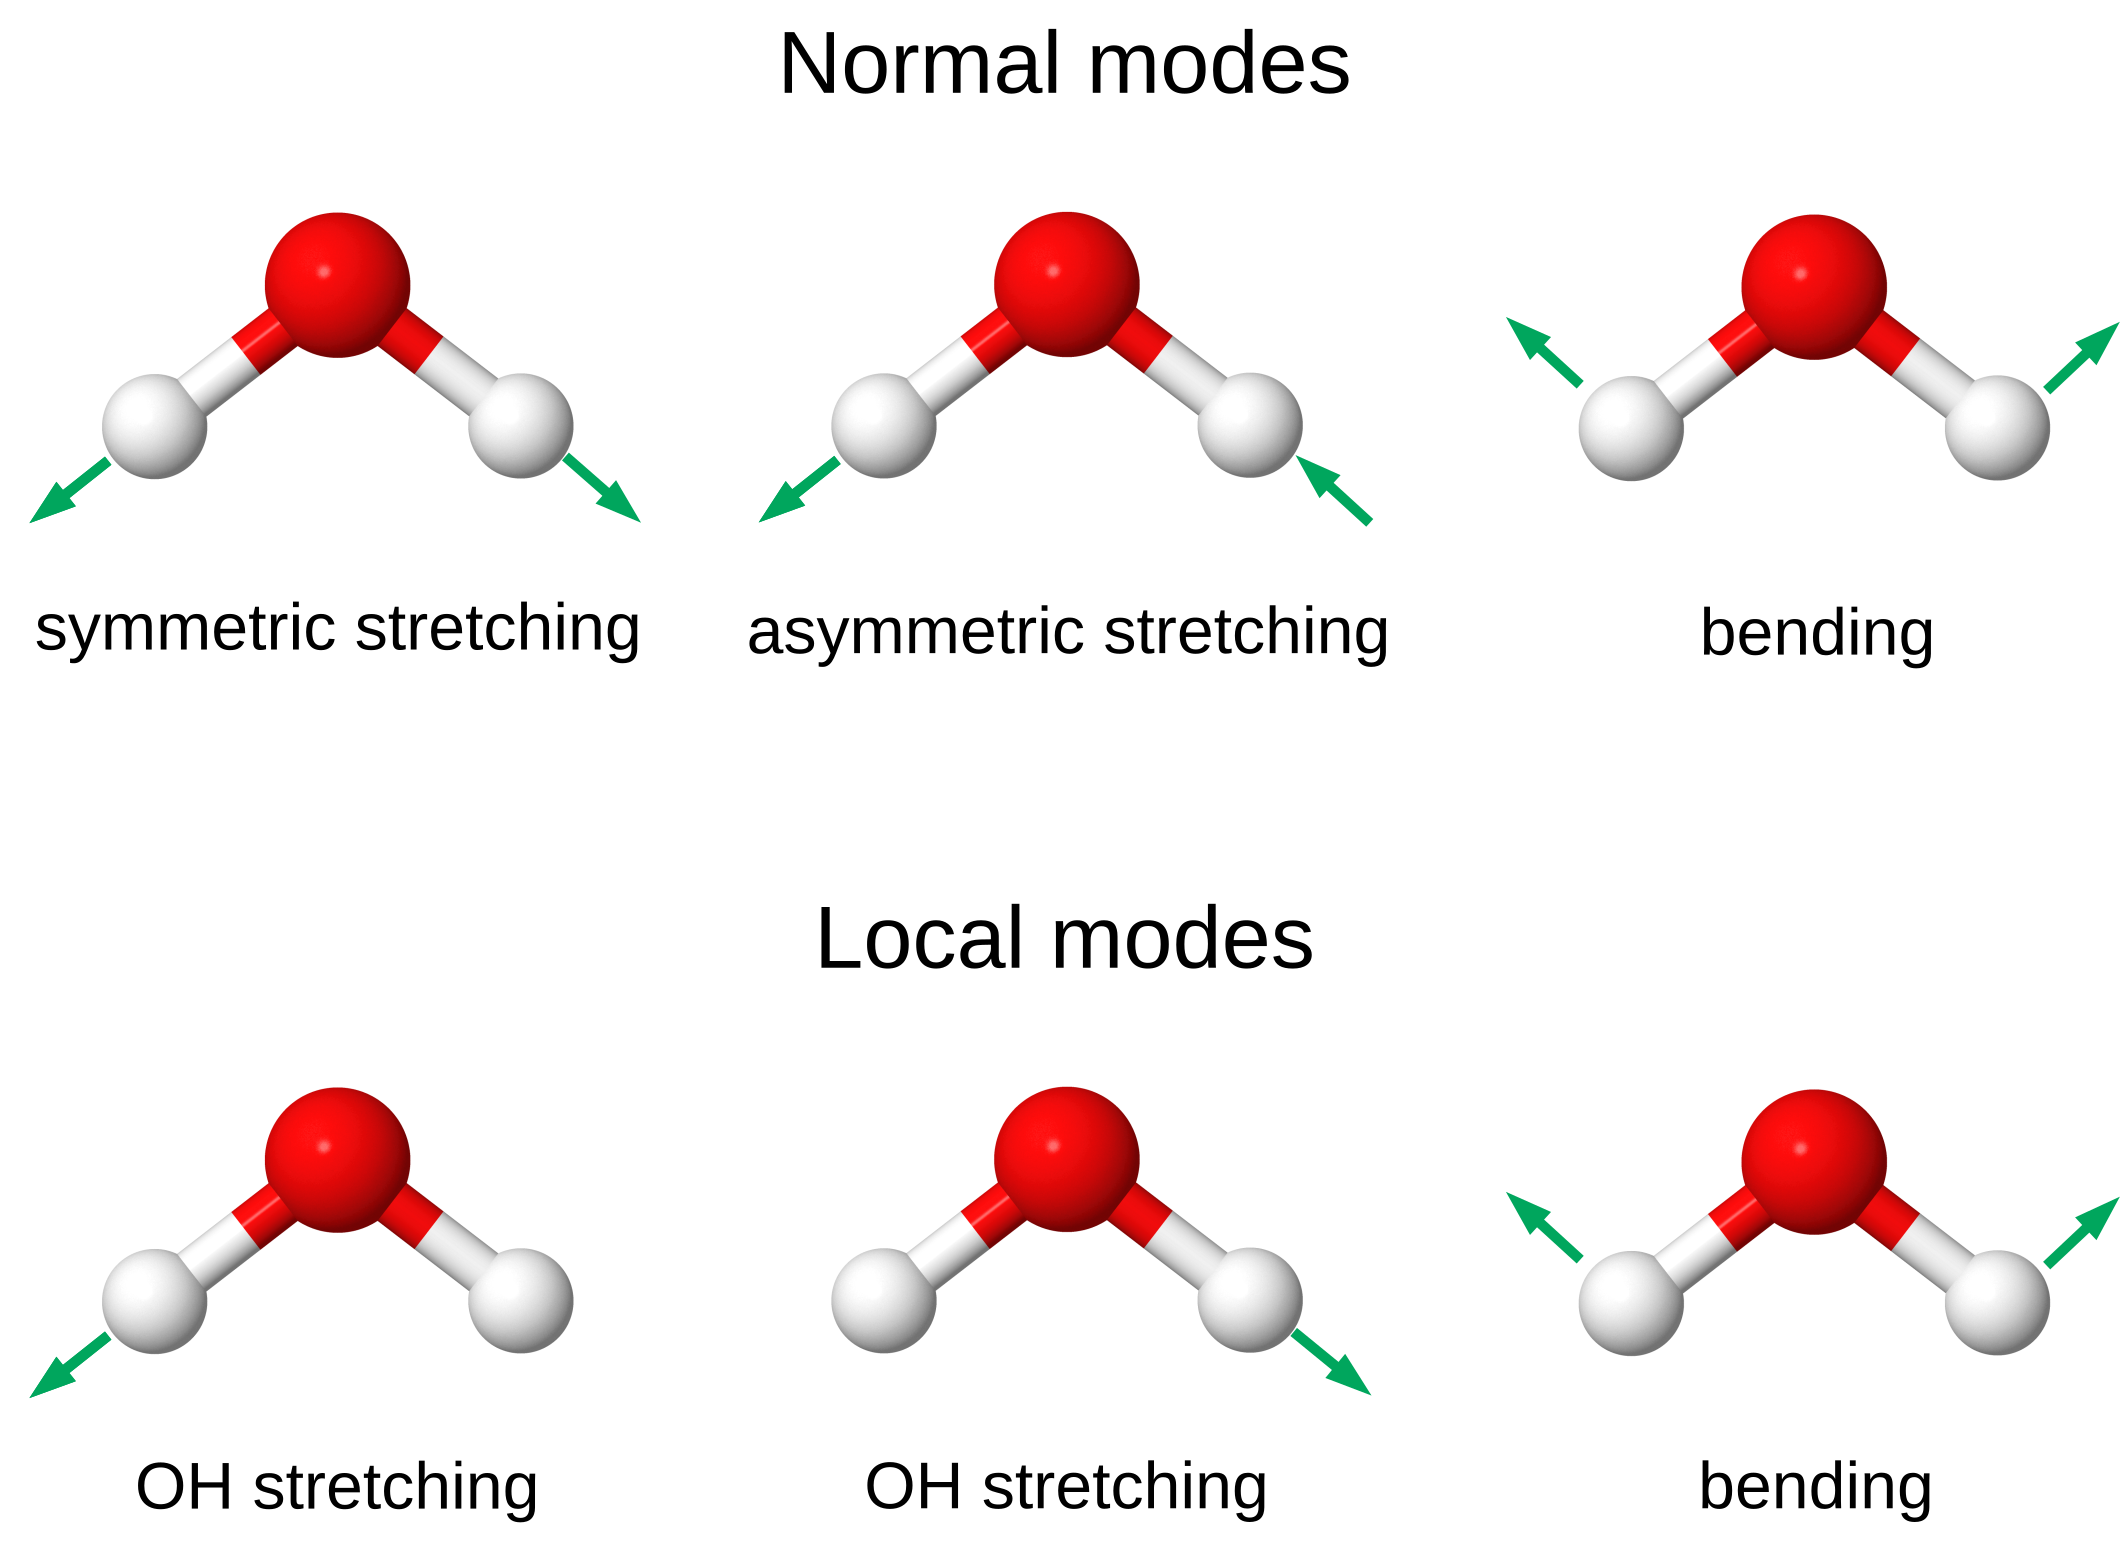 Normal modes
symmetric stretching
asymmetric stretching
bending
Local modes
OH stretching
OH stretching
bending